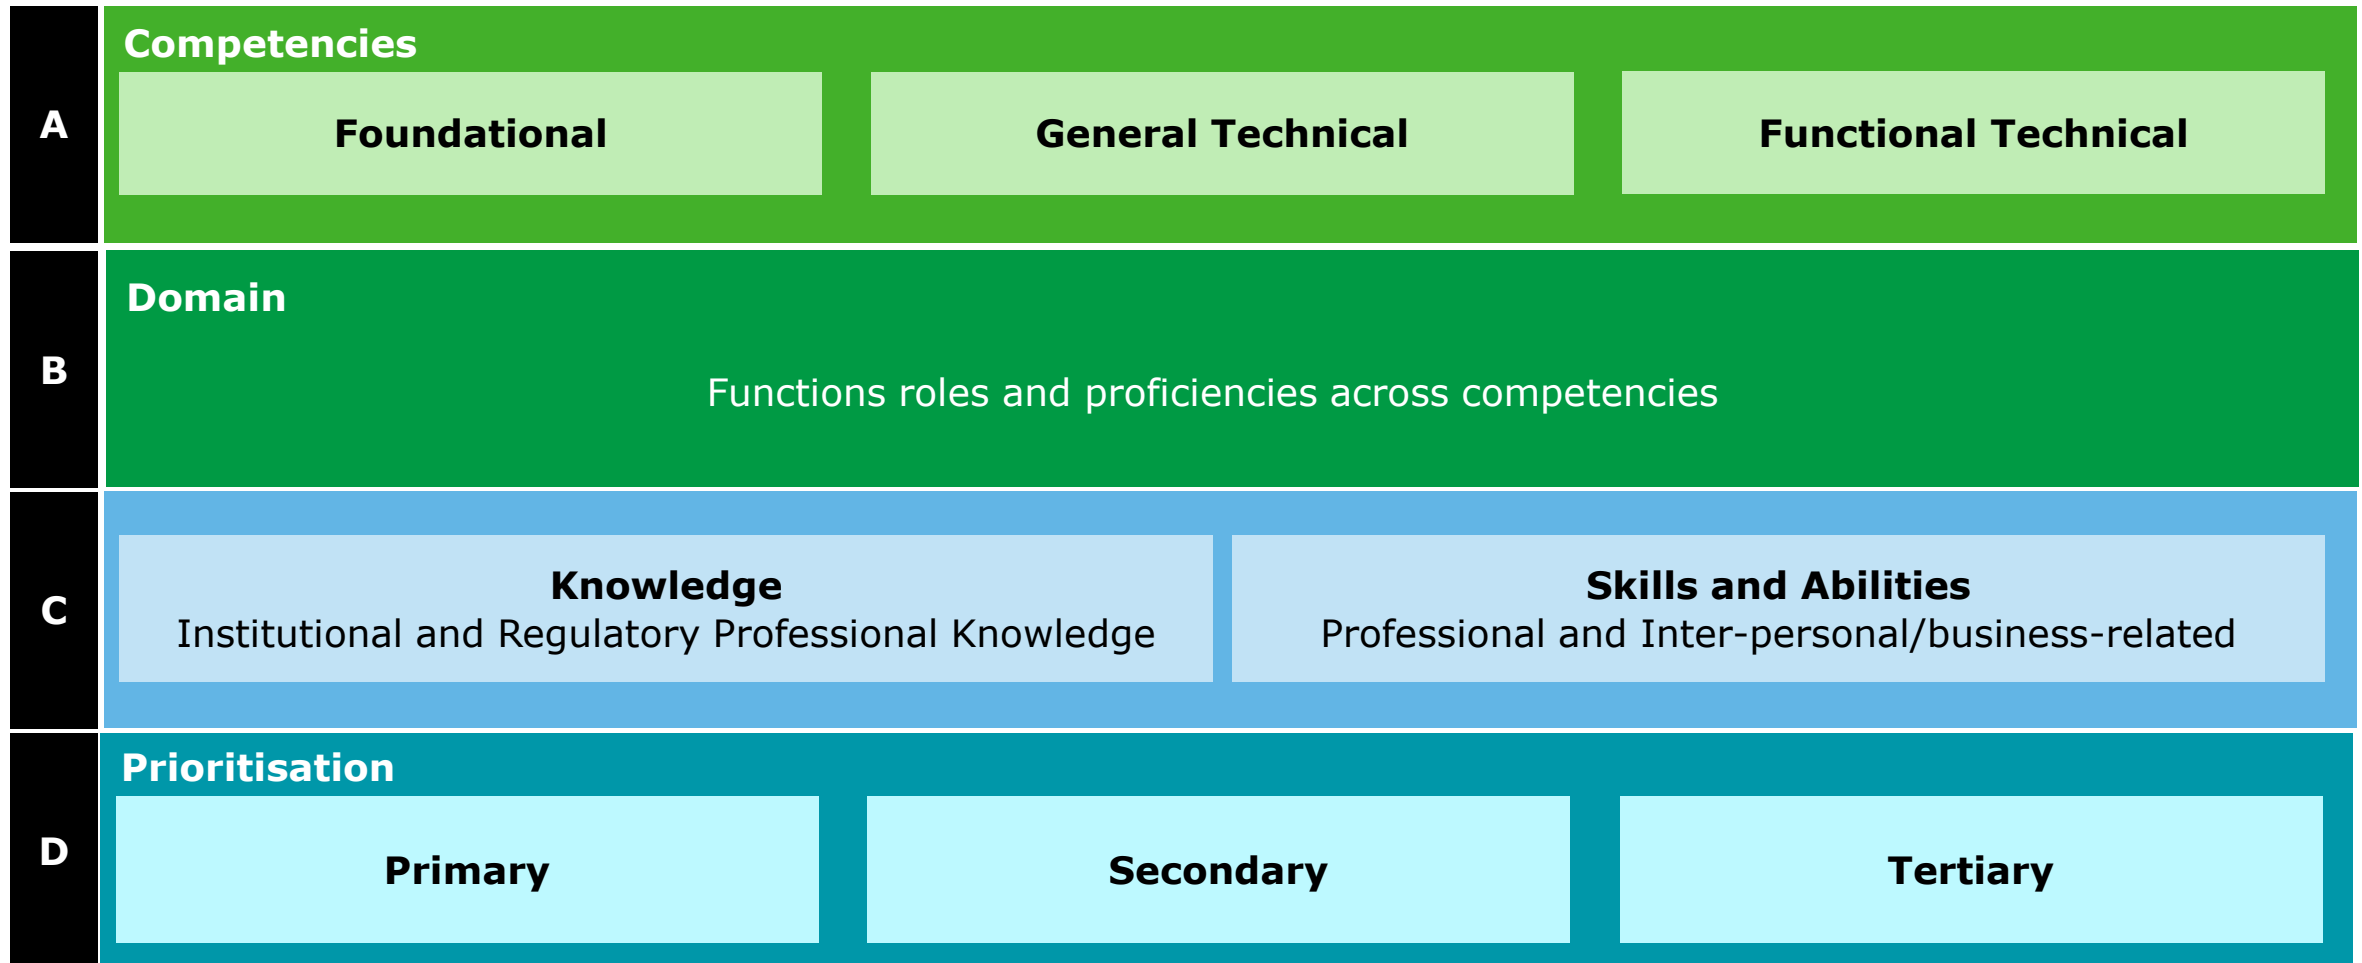 A
Competencies
Foundational
General Technical
Functional Technical
B
Domain
Functions roles and proficiencies across competencies
C
Knowledge
Institutional and Regulatory Professional Knowledge
Skills and Abilities
Professional and Inter-personal/business-related
D
Prioritisation
Primary
Secondary
Tertiary